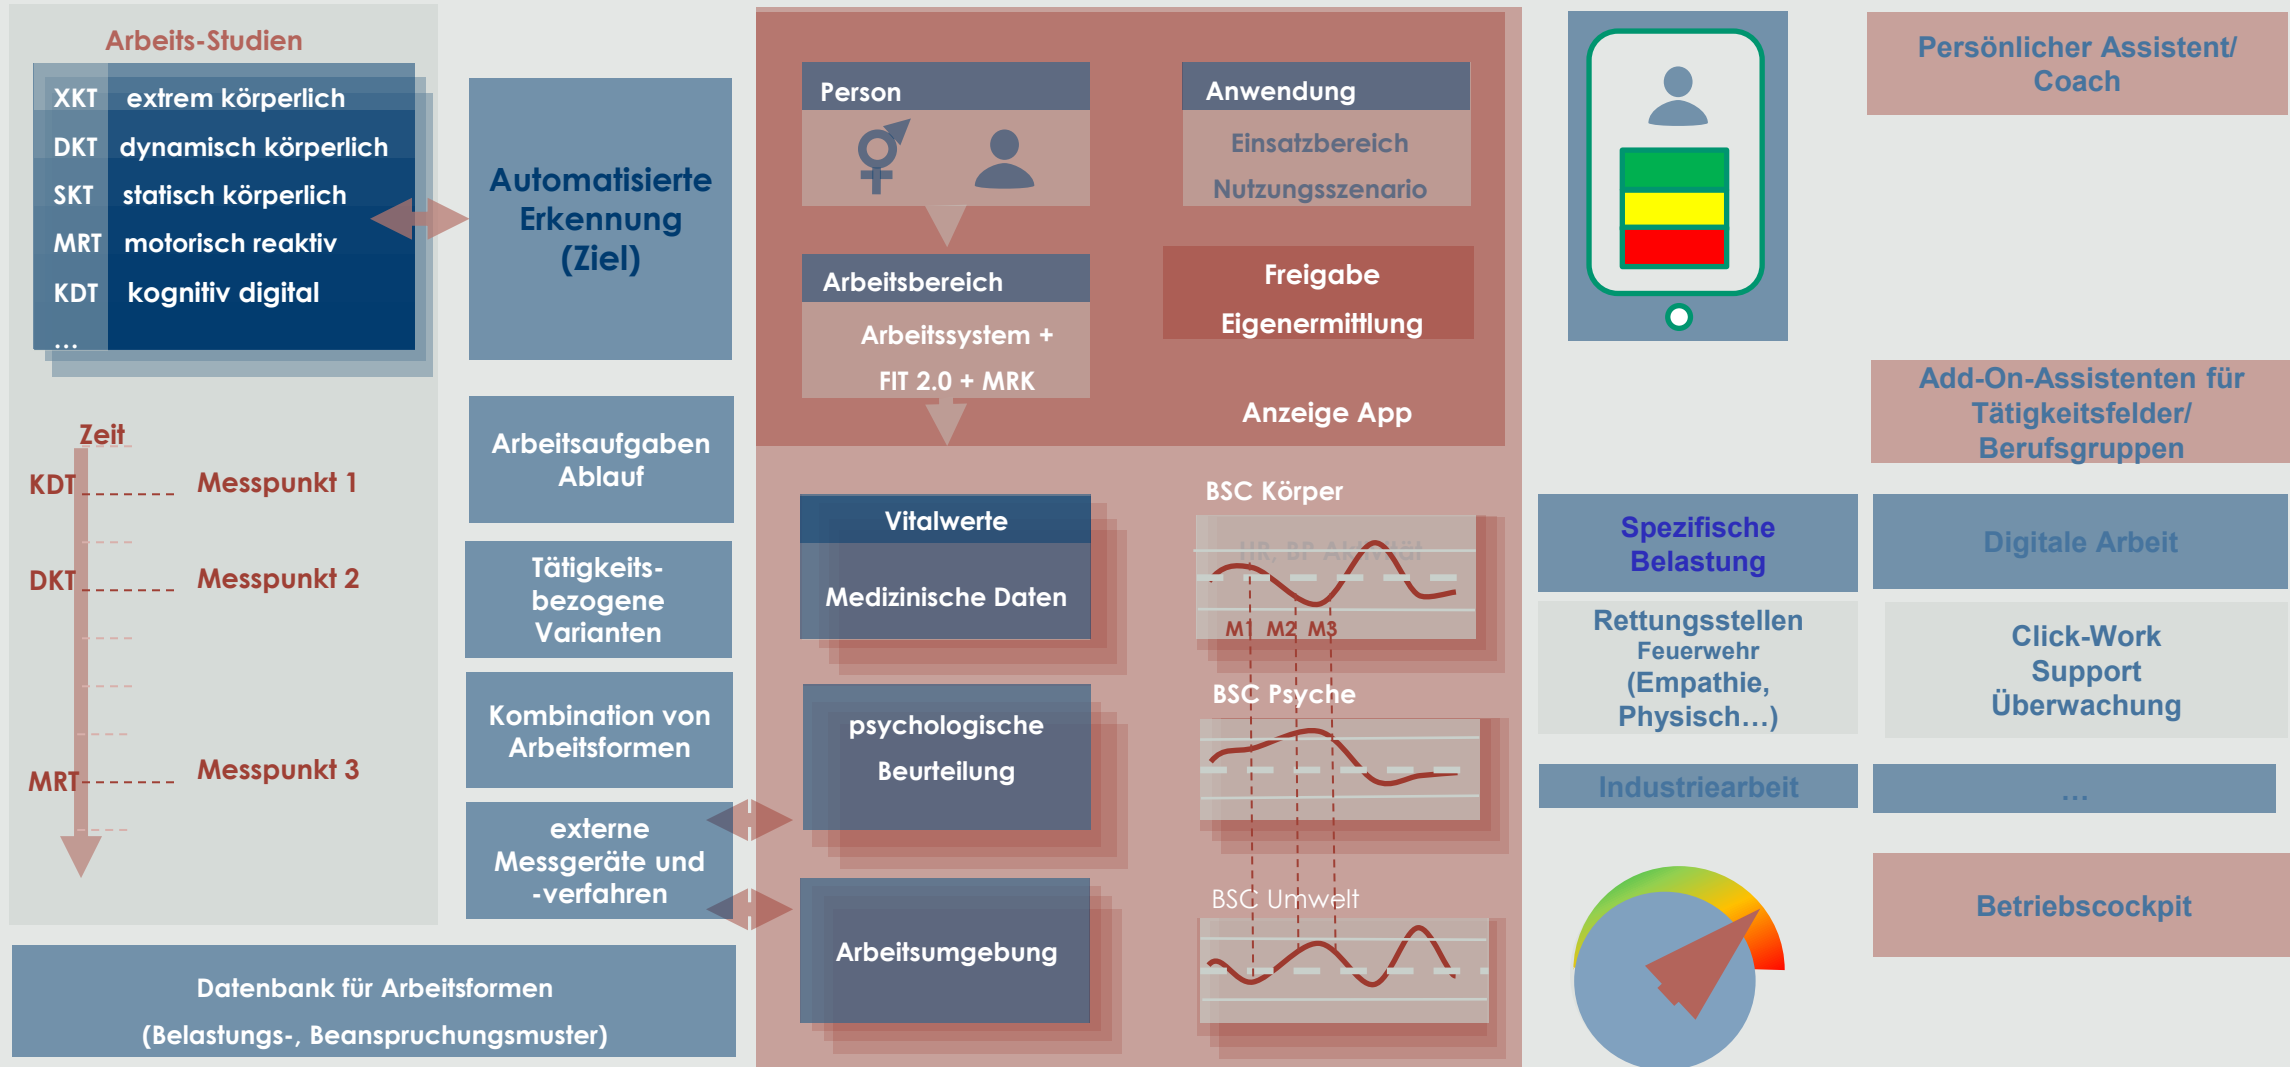 Arbeits-Studien
XKT extrem körperlich
DKT dynamisch körperlich
SKT statisch körperlich
MRT motorisch reaktiv
KDT kognitiv digital
...
Zeit
KDT Messpunkt 1
DKT Messpunkt 2
MRT Messpunkt 3
Automatisierte
Erkennung
(Ziel)
Arbeitsaufgaben
Ablauf
Tätigkeits-
bezogene
Varianten
Kombination von
Arbeitsformen
externe
Messgeräte und
-verfahren
Datenbank für Arbeitsformen
(Belastungs-, Beanspruchungsmuster)
Person
Arbeitsbereich
Arbeitssystem +
FIT 2.0 + MRK
Anwendung
Einsatzbereich
Nutzungsszenario
Freigabe
Eigenermittlung
Anzeige App
Vitalwerte
Medizinische Daten
psychologische
Beurteilung
Arbeitsumgebung
BSC Körper
HR, BP Aktivität
M1 M2 M3
BSC Psyche
BSC Umwelt
Persönlicher Assistent/
Coach
Add-On-Assistenten für
Tätigkeitsfelder/
Berufsgruppen
Spezifische
Belastung
Digitale Arbeit
Rettungsstellen
Feuerwehr
(Empathie,
Physisch...)
Click-Work
Support
Überwachung
Industriearbeit
...
Betriebscockpit